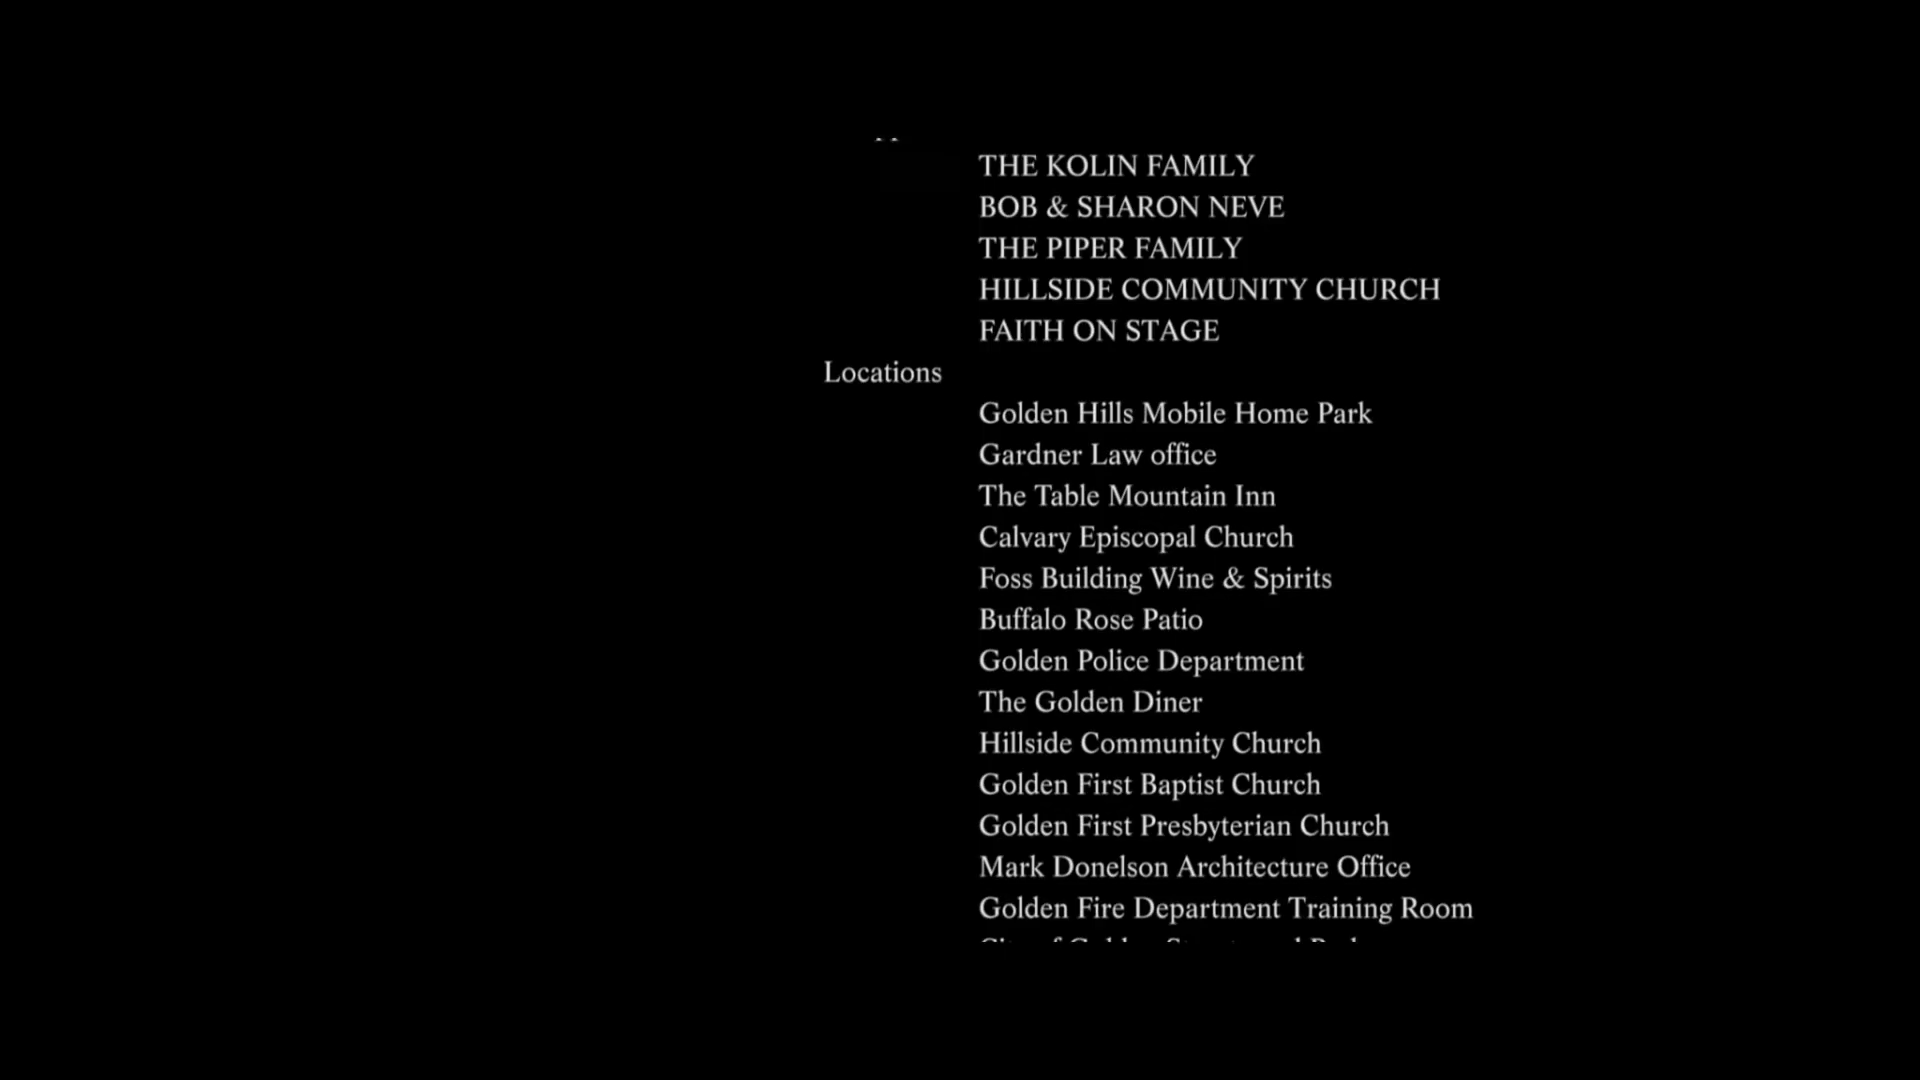 THE KOLIN FAMILY
BOB & SHARON NEVE
THE PIPER FAMILY
HILLSIDE COMMUNITY CHURCH
FAITH ON STAGE
Locations
Golden Hills Mobile Home Park
Gardner Law office
The Table Mountain Inn
Calvary Episcopal Church
Foss Building Wine & Spirits
Buffalo Rose Patio
Golden Police Department
The Golden Diner
Hillside Community Church
Golden First Baptist Church
Golden First Presbyterian Church
Mark Donelson Architecture Office
Golden Fire Department Training Room